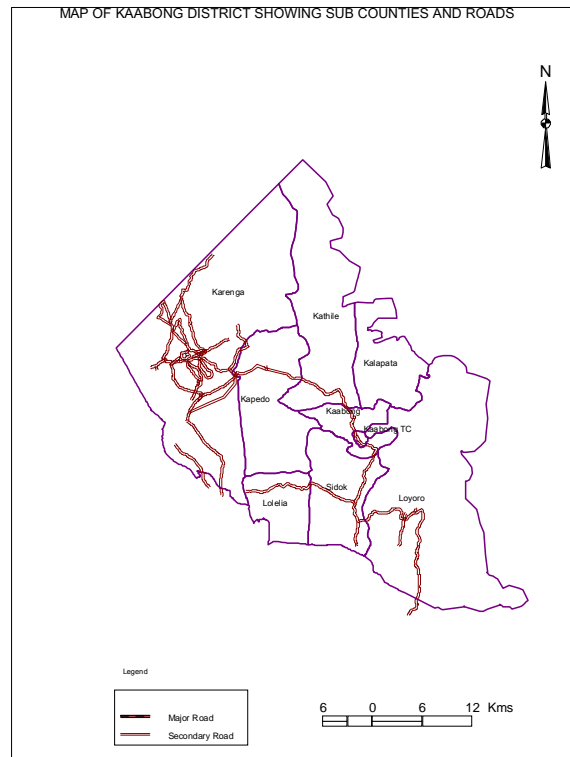 MAP OF KAABONG DISTRICT SHOWING SUB COUNTIES AND ROADS
N
Karenga
Kathile
Kalapata
Kapedo
Kaabong
Kaabong TC
Sidok
Loyoro
Lolelia
Legend
Major Road
Secondary Road
6 0 6 12 Kms